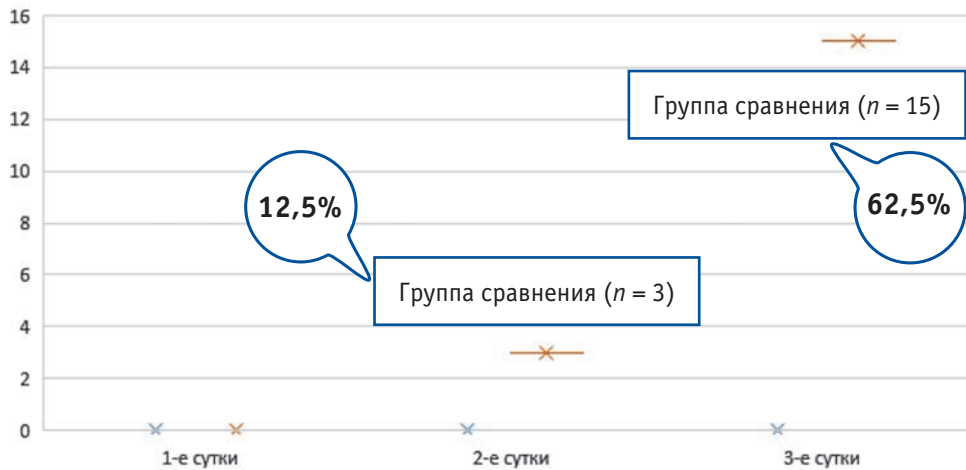 16
14
12
10
8
6
4
2
0
Группа сравнения (n = 15)
12,5%
62,5%
Группа сравнения (n = 3)
1-е сутки
2-е сутки
3-е сутки